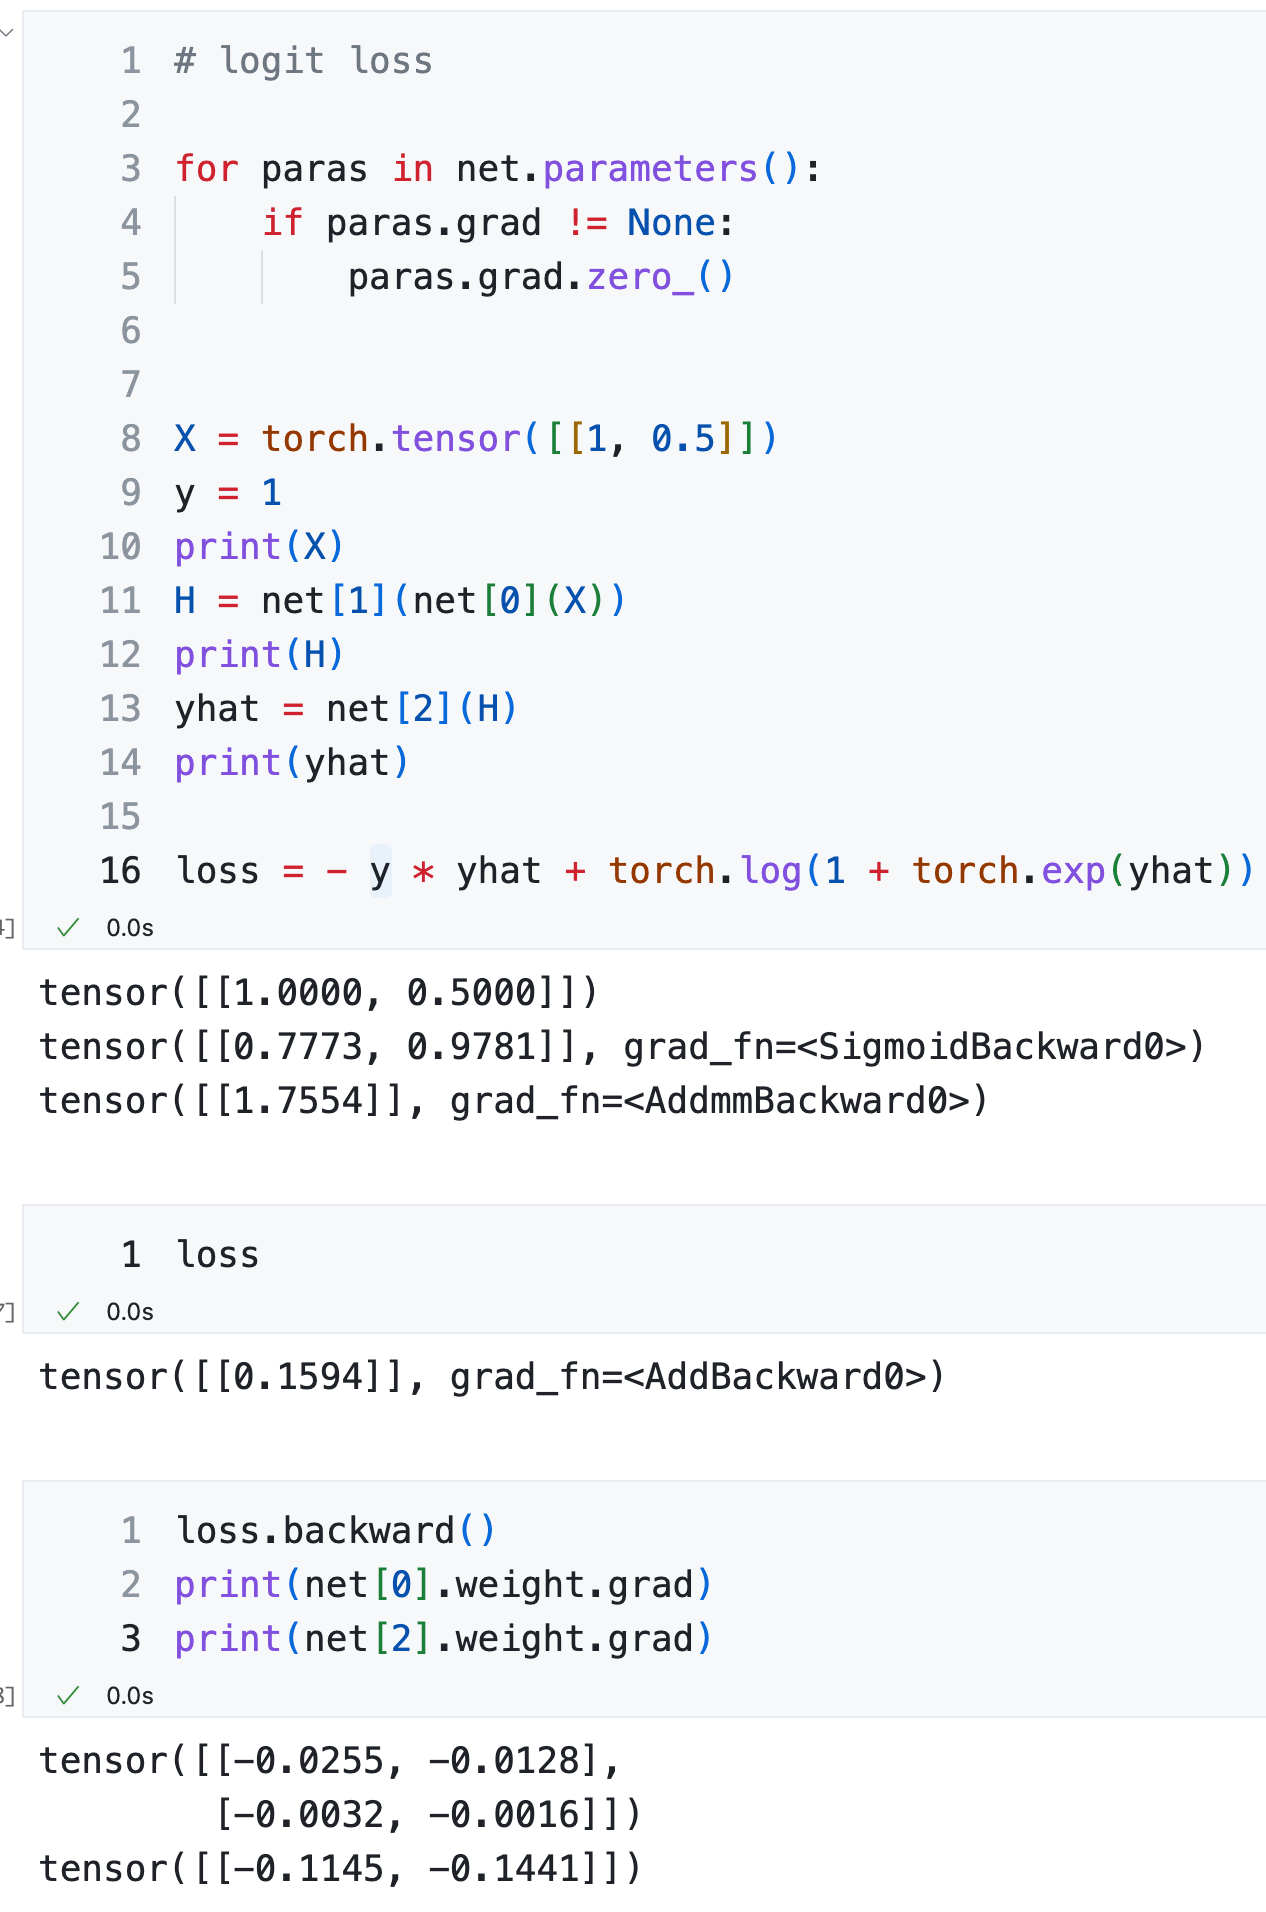 1 # logit loss
2
3 for paras in net.parameters():
4     if paras.grad != None:
5         paras.grad.zero_()
6
7
8 X = torch.tensor([[1, 0.5]])
9 y = 1
10 print(X)
11 H = net[1](net[0](X))
12 print(H)
13 yhat = net[2](H)
14 print(yhat)
15
16 loss = - y * yhat + torch.log(1 + torch.exp(yhat))
] ✓ 0.0s
tensor([[1.0000, 0.5000]])
tensor([[0.7773, 0.9781]], grad_fn=<SigmoidBackward0>)
tensor([[1.7554]], grad_fn=<AddmmBackward0>)
1 loss
] ✓ 0.0s
tensor([[0.1594]], grad_fn=<AddBackward0>)
1 loss.backward()
2 print(net[0].weight.grad)
3 print(net[2].weight.grad)
] ✓ 0.0s
tensor([[-0.0255, -0.0128],
        [-0.0032, -0.0016]])
tensor([[-0.1145, -0.1441]])